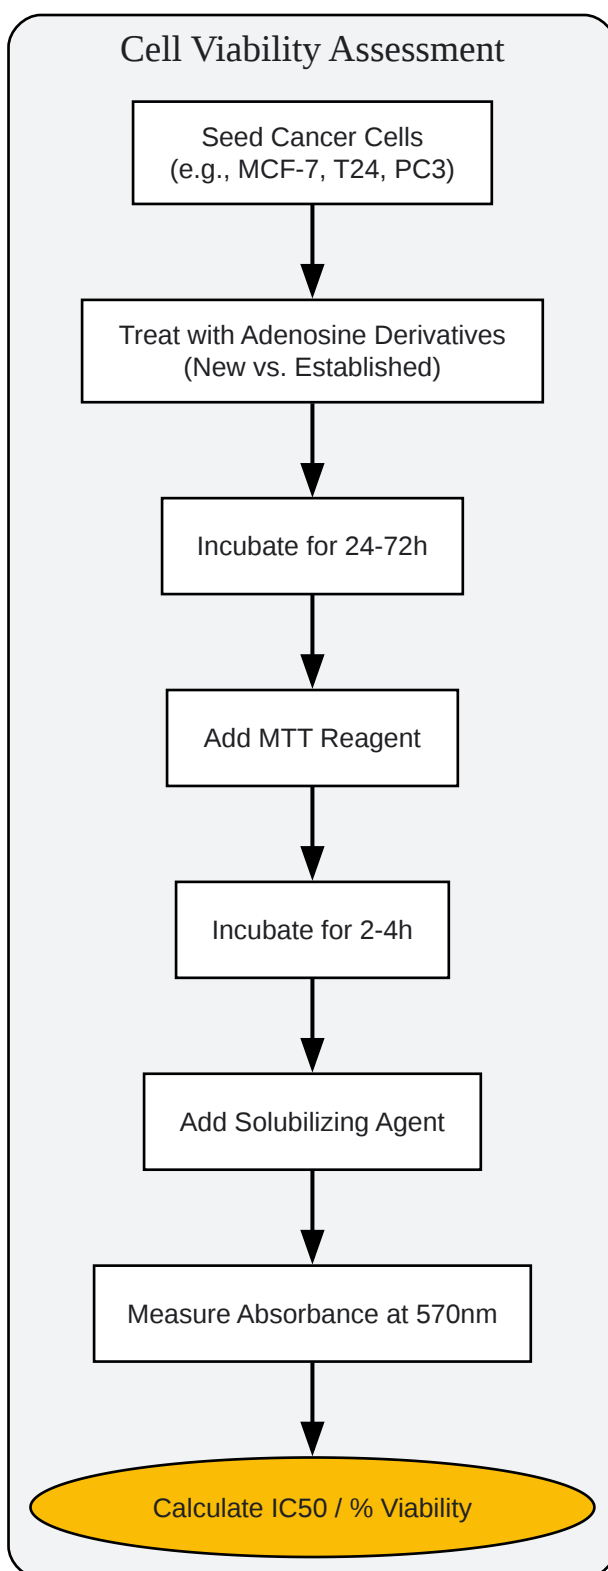 Cell Viability Assessment
Seed Cancer Cells
(e.g., MCF-7, T24, PC3)
Treat with Adenosine Derivatives
(New vs. Established)
Incubate for 24-72h
Add MTT Reagent
Incubate for 2-4h
Add Solubilizing Agent
Measure Absorbance at 570nm
Calculate IC50 / % Viability